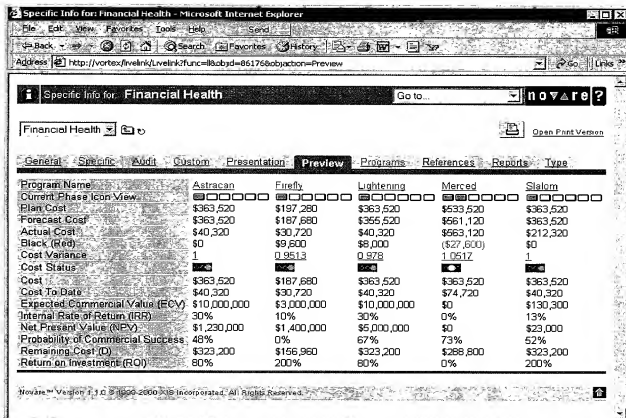 Specific Info for: Financial Health - Microsoft Internet Explorer
File Edit View Favorites Tools Help Send
Back Search Favorites History
Address http://vortex/livelink/Livelink?func=ll&objid=86176&objaction=Preview Go Links
i Specific Info for: Financial Health Go to... novare ?
Financial Health Open Print Version
General Specific Audit Custom Presentation Preview Programs References Reports Type
Program Name Astracan Firefly Lightening Merced Slalom
Current Phase Icon View
Plan Cost $363,520 $197,280 $363,520 $533,520 $363,520
Forecast Cost $363,520 $187,680 $355,520 $561,120 $363,520
Actual Cost $40,320 $30,720 $40,320 $563,120 $212,320
Black (Red) $0 $9,600 $8,000 ($27,600) $0
Cost Variance 1 0.9513 0.978 1.0517 1
Cost Status
Cost $363,520 $187,680 $363,520 $363,520 $363,520
Cost To Date $40,320 $30,720 $40,320 $74,720 $40,320
Expected Commercial Value (ECV) $10,000,000 $3,000,000 $10,000,000 $0 $130,300
Internal Rate of Return (IRR) 30% 10% 30% 0% 13%
Net Present Value (NPV) $1,230,000 $1,400,000 $5,000,000 $0 $23,000
Probability of Commercial Success 48% 0% 67% 73% 52%
Remaining Cost (D) $323,200 $156,960 $323,200 $288,800 $323,200
Return on Investment (ROI) 80% 200% 80% 0% 200%
Novare™ Version 1.1.0 © 1999-2000 XIS Incorporated. All Rights Reserved.